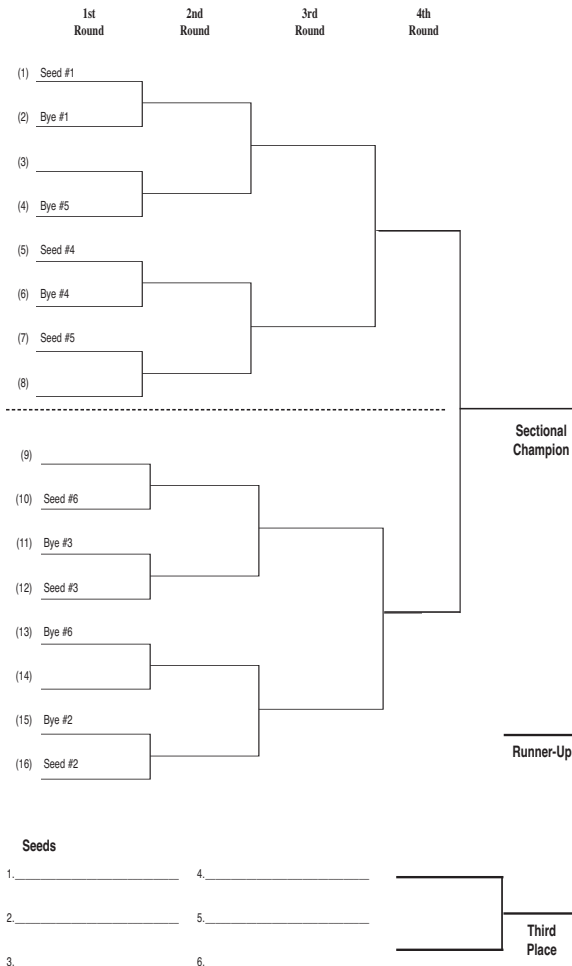 1st 2nd 3rd 4th
Round Round Round Round
(1) Seed #1
(2) Bye #1
(3)
(4) Bye #5
(5) Seed #4
(6) Bye #4
(7) Seed #5
(8)
Sectional
Champion
(9)
(10) Seed #6
(11) Bye #3
(12) Seed #3
(13) Bye #6
(14)
(15) Bye #2
(16) Seed #2
Runner-Up
Seeds
1. 4.
2. 5.
3. 6.
Third
Place